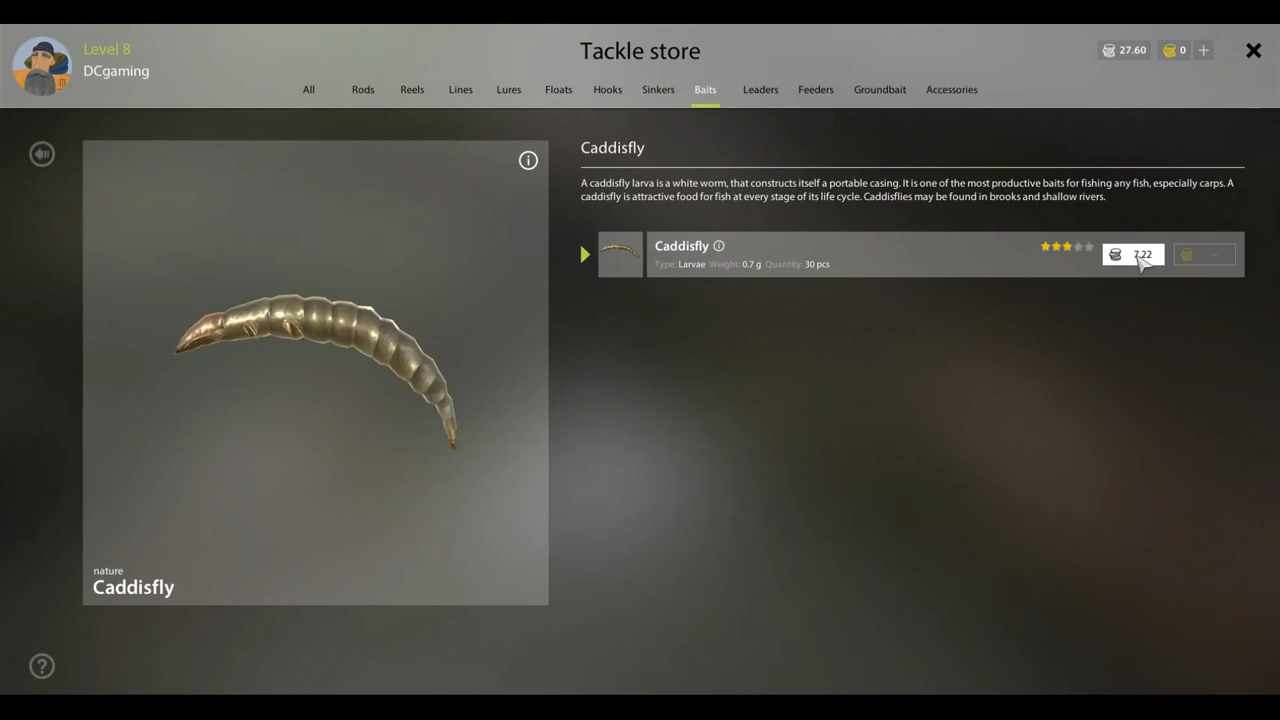 Level 8
DCgaming
Tackle store
27.60
0
All Rods Reels Lines Lures Floats Hooks Sinkers Baits Leaders Feeders Groundbait Accessories
Caddisfly
A caddisfly larva is a white worm, that constructs itself a portable casing. It is one of the most productive baits for fishing any fish, especially carps. A
caddisfly is attractive food for fish at every stage of its life cycle. Caddisflies may be found in brooks and shallow rivers.
Caddisfly
Type: Larvae Weight: 0.7 g Quantity: 30 pcs
7.22
nature
Caddisfly